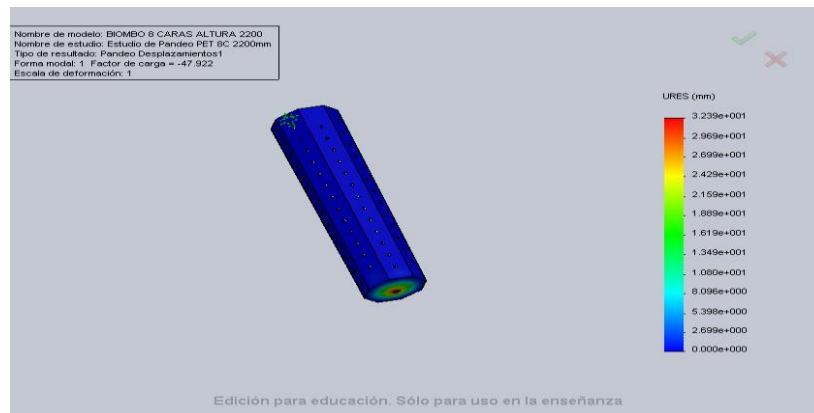 Nombre de modelo: BIOMBO 8 CARAS ALTURA 2200
Nombre de estudio: Estudio de Pandeo PET 8C 2200mm
Tipo de resultado: Pandeo Desplazamientos1
Forma modal: 1 Factor de carga = -47.922
Escala de deformación: 1
URES (mm)
3.239e+001
2.969e+001
2.699e+001
2.429e+001
2.159e+001
1.889e+001
1.619e+001
1.349e+001
1.080e+001
8.096e+000
5.398e+000
2.699e+000
0.000e+000
Edición para educación. Sólo para uso en la enseñanza